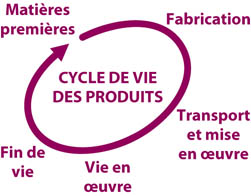 Matières
premières
Fabrication
CYCLE DE VIE
DES PRODUITS
Transport
et mise
en œuvre
Vie en
œuvre
Fin de
vie